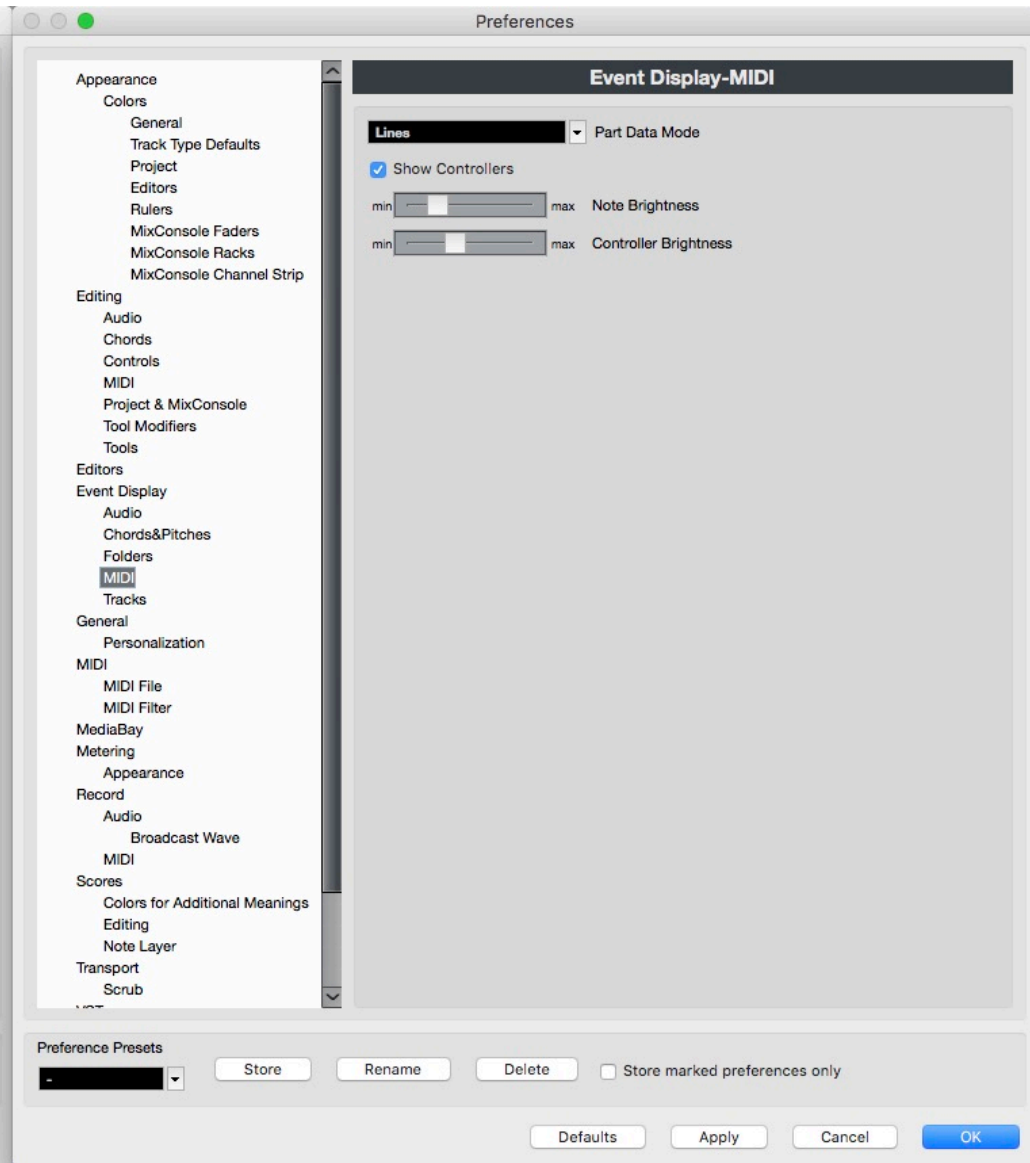 Preferences
Appearance
Colors
General
Track Type Defaults
Project
Editors
Rulers
MixConsole Faders
MixConsole Racks
MixConsole Channel Strip
Editing
Audio
Chords
Controls
MIDI
Project & MixConsole
Tool Modifiers
Tools
Editors
Event Display
Audio
Chords&Pitches
Folders
MIDI
Tracks
General
Personalization
MIDI
MIDI File
MIDI Filter
MediaBay
Metering
Appearance
Record
Audio
Broadcast Wave
MIDI
Scores
Colors for Additional Meanings
Editing
Note Layer
Transport
Scrub
Event Display-MIDI
Lines Part Data Mode
Show Controllers
min max Note Brightness
min max Controller Brightness
Preference Presets
- Store Rename Delete Store marked preferences only
Defaults Apply Cancel OK